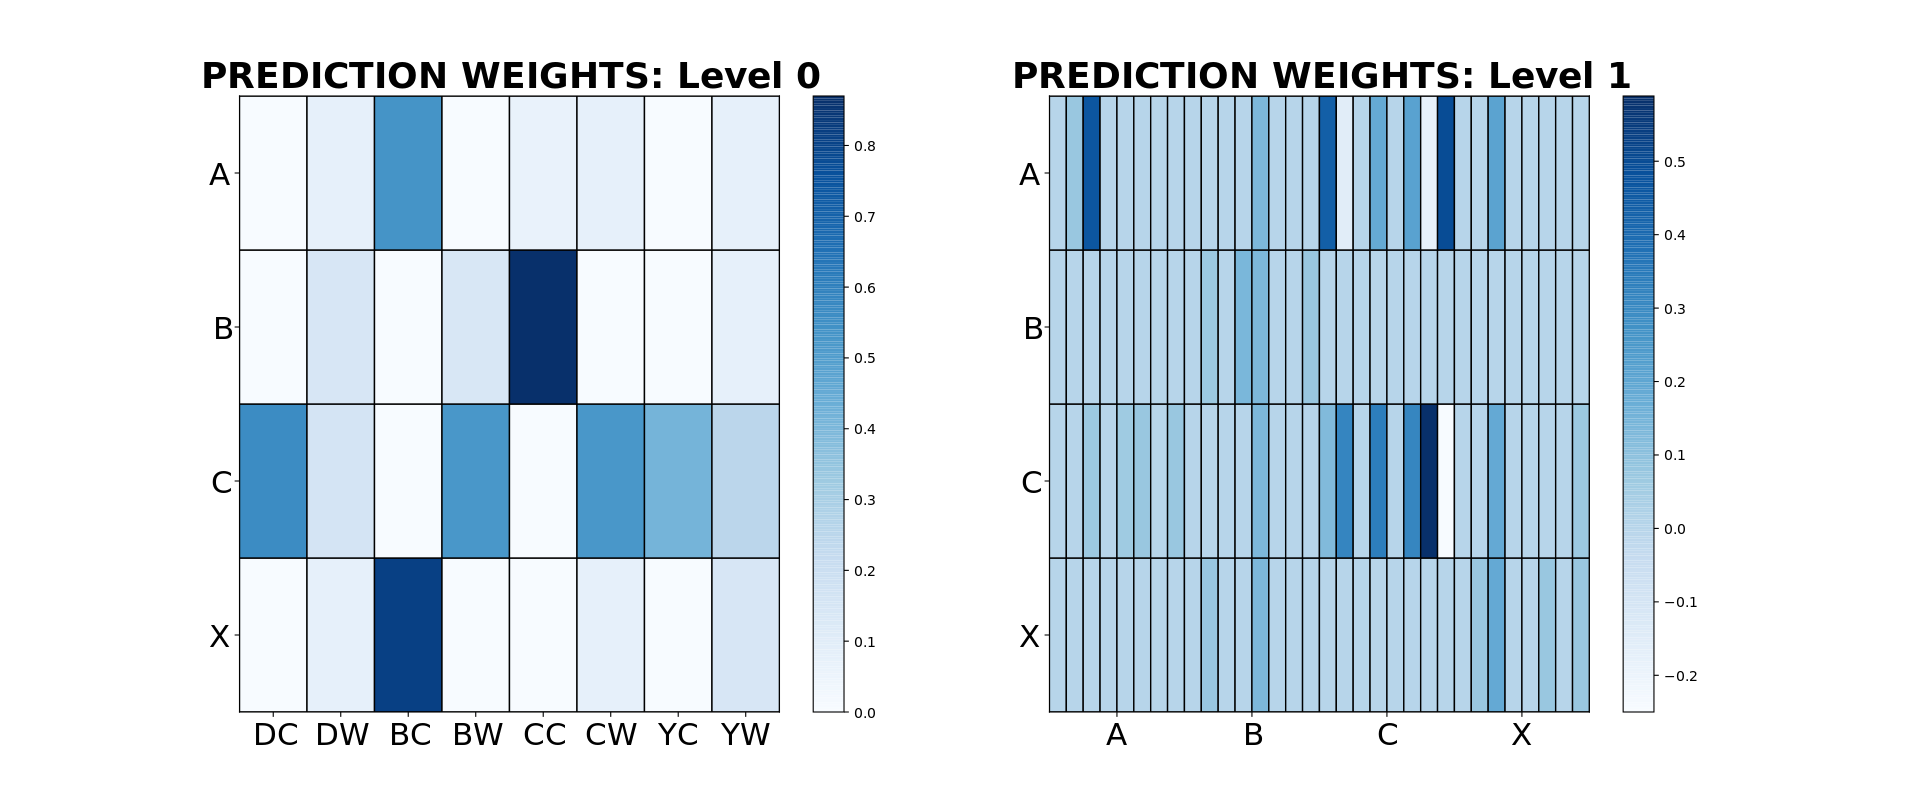 PREDICTION WEIGHTS: Level 0
A
B
C
X
DC DW BC BW CC CW YC YW
0.8
0.7
0.6
0.5
0.4
0.3
0.2
0.1
0.0
PREDICTION WEIGHTS: Level 1
A
B
C
X
A B C X
0.5
0.4
0.3
0.2
0.1
0.0
−0.1
−0.2